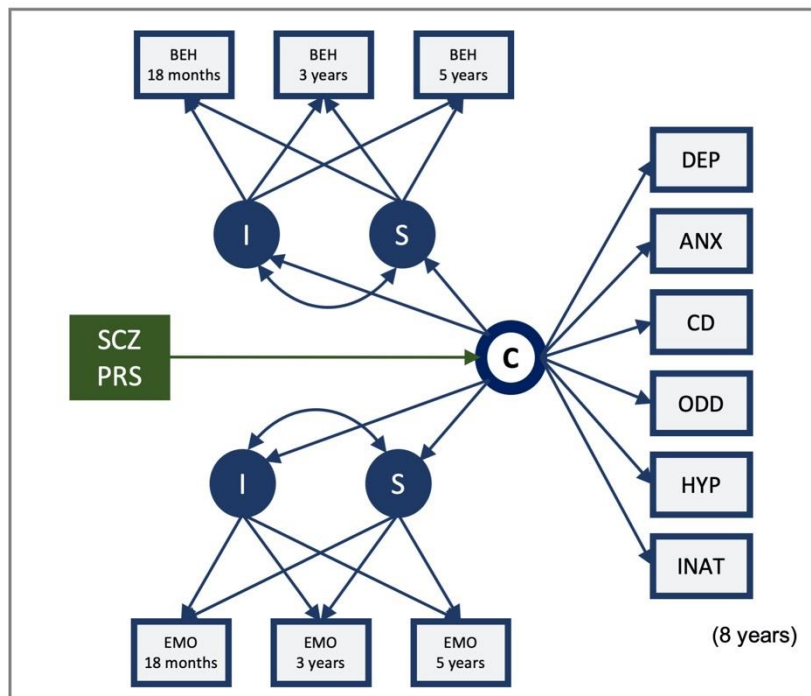 BEH
18 months
BEH
3 years
BEH
5 years
DEP
ANX
I
S
CD
SCZ
PRS
C
ODD
HYP
I
S
INAT
EMO
18 months
EMO
3 years
EMO
5 years
(8 years)